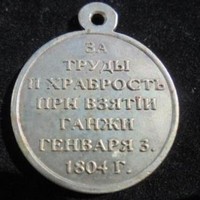 ЗА
ТРУДЫ
И ХРАБРОСТЬ
ПРИ ВЗЯТІИ
ГАНЖИ
ГЕНВАРЯ 3.
1804 Г.